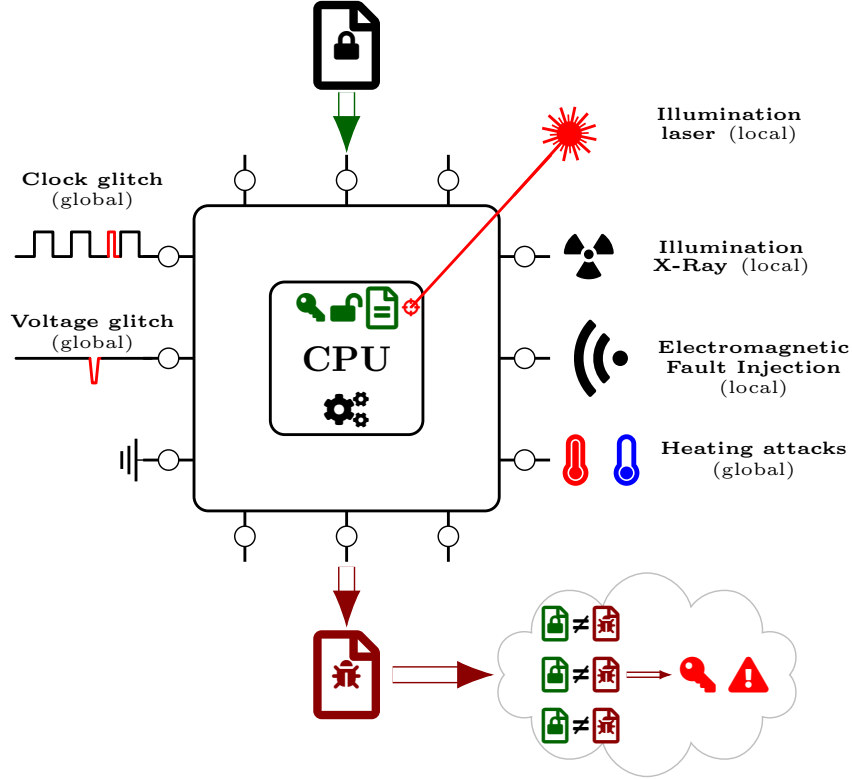 Illumination
laser (local)
Clock glitch
(global)
Illumination
X-Ray (local)
Voltage glitch
(global)
CPU
Electromagnetic
Fault Injection
(local)
Heating attacks
(global)
≠
≠
≠